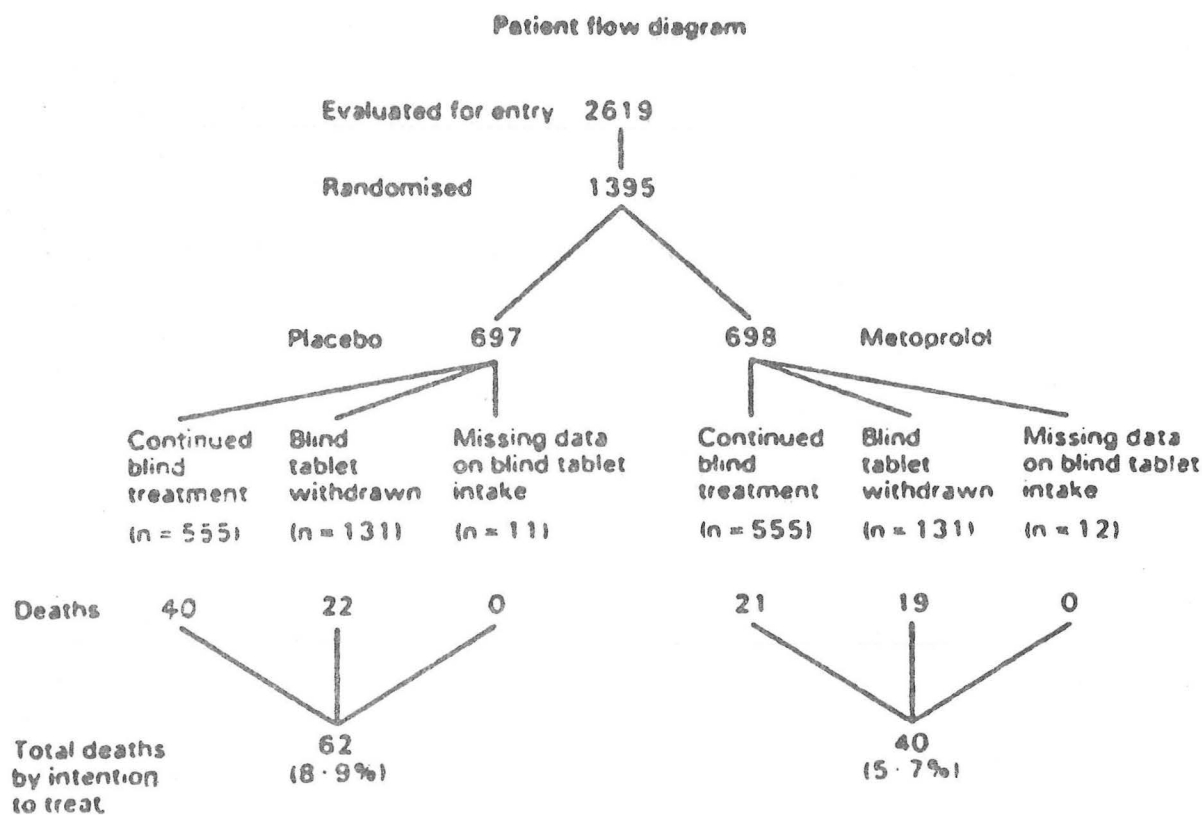 Patient flow diagram
Evaluated for entry 2619
Randomised 1395
Placebo 697 698 Metoprolol
Continued Blind Missing data Continued Blind Missing data
blind tablet on blind tablet blind tablet on blind tablet
treatment withdrawn intake treatment withdrawn intake
(n = 555) (n = 131) (n = 11) (n = 555) (n = 131) (n = 12)
Deaths 40 22 0 21 19 0
Total deaths 62 40
by intention (8·9%) (5·7%)
to treat.